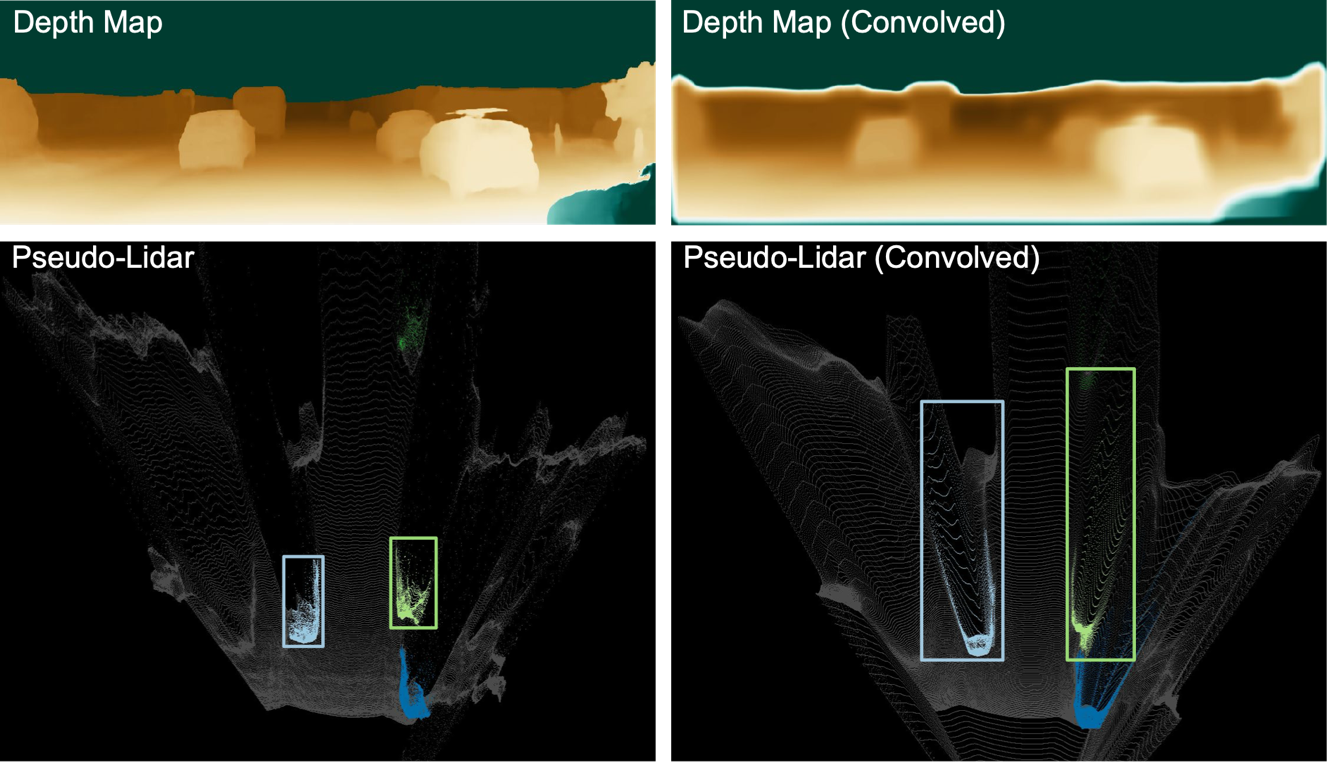 Depth Map
Depth Map (Convolved)
Pseudo-Lidar
Pseudo-Lidar (Convolved)